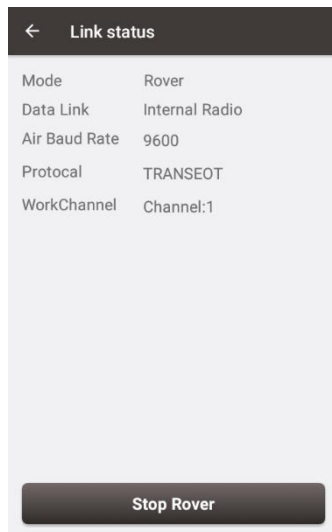 Link status
Mode Rover
Data Link Internal Radio
Air Baud Rate 9600
Protocal TRANSEOT
WorkChannel Channel:1
Stop Rover